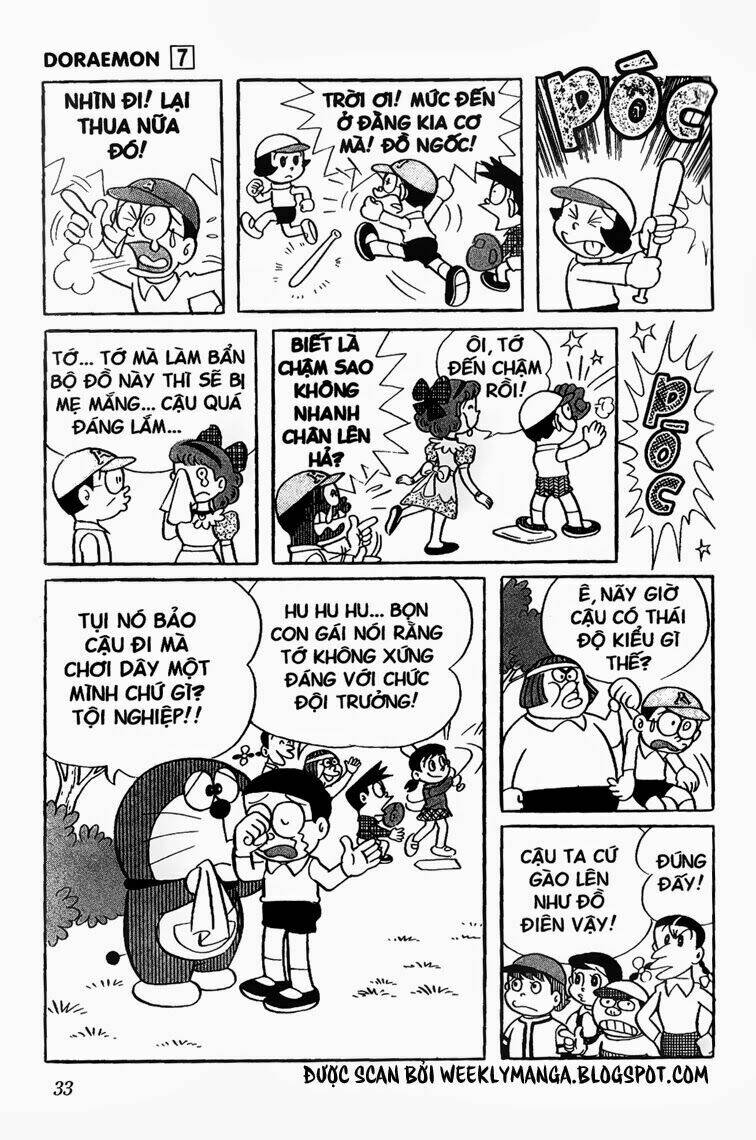 DORAEMON 7
PÓC
TRỜI ƠI! MỨC ĐẾN
Ở ĐẰNG KIA CƠ
MÀ! ĐỒ NGỐC!
NHÌN ĐI! LẠI
THUA NỮA
ĐÓ!
PÓC
ÔI, TỚ
ĐẾN CHẬM
RỒI!
BIẾT LÀ
CHẬM SAO
KHÔNG
NHANH
CHÂN LÊN
HẢ?
TỚ... TỚ MÀ LÀM BẨN
BỘ ĐỒ NÀY THÌ SẼ BỊ
MẸ MẮNG... CẬU QUÁ
ĐÁNG LẮM...
Ê, NÃY GIỜ
CẬU CÓ THÁI
ĐỘ KIỂU GÌ
THẾ?
CẬU TA CỨ
GÀO LÊN
NHƯ ĐỒ
ĐIÊN VẬY!
ĐÚNG
ĐẤY!
HU HU HU... BỌN
CON GÁI NÓI RẰNG
TỚ KHÔNG XỨNG
ĐÁNG VỚI CHỨC
ĐỘI TRƯỞNG!
TỤI NÓ BẢO
CẬU ĐI MÀ
CHƠI DÂY MỘT
MÌNH CHỨ GÌ?
TỘI NGHIỆP!!
33
ĐƯỢC SCAN BỞI WEEKLYMANGA.BLOGSPOT.COM